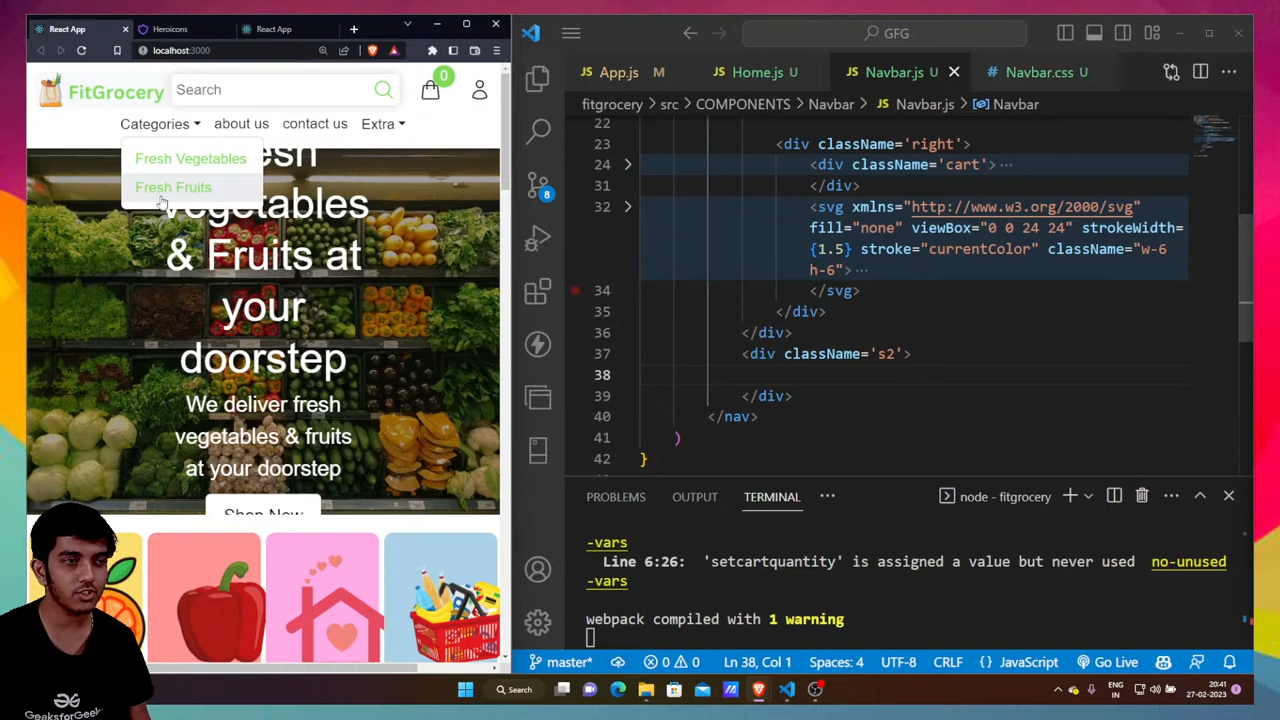 React App
Heroicons
React App
localhost:3000
FitGrocery
Search
0
Categories
about us
contact us
Extra
Fresh Vegetables
Fresh Fruits
Fresh
vegetables
& Fruits at
your
doorstep
We deliver fresh
vegetables & fruits
at your doorstep
Shop Now
GeeksforGeek
GFG
App.js M
Home.js U
Navbar.js U
Navbar.css U
fitgrocery > src > COMPONENTS > Navbar > Navbar.js > Navbar
22
23 <div className='right'>
24 <div className='cart'>···
31 </div>
32 <svg xmlns="http://www.w3.org/2000/svg"
fill="none" viewBox="0 0 24 24" strokeWidth=
{1.5} stroke="currentColor" className="w-6
h-6">···
34 </svg>
35 </div>
36 </div>
37 <div className='s2'>
38
39 </div>
40 </nav>
41 )
42 }
8
PROBLEMS OUTPUT TERMINAL
node - fitgrocery
-vars
Line 6:26: 'setcartquantity' is assigned a value but never used no-unused
-vars
webpack compiled with 1 warning
master* 0 0 Ln 38, Col 1 Spaces: 4 UTF-8 CRLF {} JavaScript Go Live
Search
ENG
IN
20:41
27-02-2023